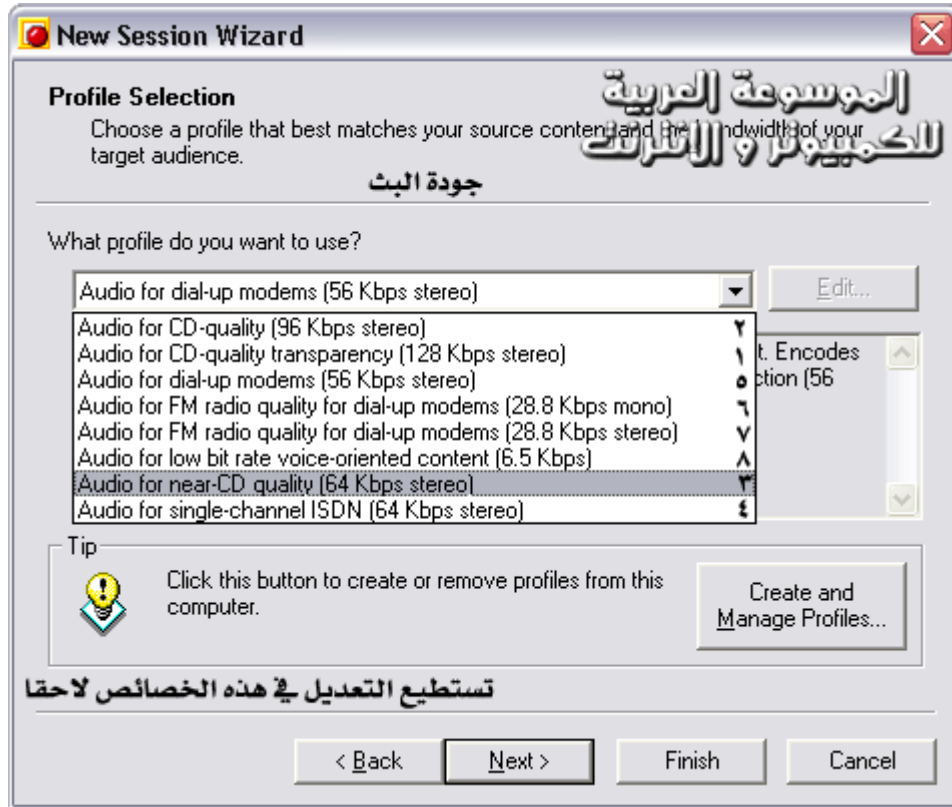 New Session Wizard
Profile Selection
الموسوعة العربية
للكمبيوتر و الانترنت
Choose a profile that best matches your source content and the bandwidth of your
target audience.
جودة البث
What profile do you want to use?
Audio for dial-up modems (56 Kbps stereo)
Edit...
Audio for CD-quality (96 Kbps stereo) ٢
Audio for CD-quality transparency (128 Kbps stereo) ١
Audio for dial-up modems (56 Kbps stereo) ٥
Audio for FM radio quality for dial-up modems (28.8 Kbps mono) ٦
Audio for FM radio quality for dial-up modems (28.8 Kbps stereo) ٧
Audio for low bit rate voice-oriented content (6.5 Kbps) ٨
Audio for near-CD quality (64 Kbps stereo) ٣
Audio for single-channel ISDN (64 Kbps stereo) ٤
t. Encodes
ction (56
Tip
Click this button to create or remove profiles from this
computer.
Create and
Manage Profiles...
تستطيع التعديل في هذه الخصائص لاحقا
< Back
Next >
Finish
Cancel